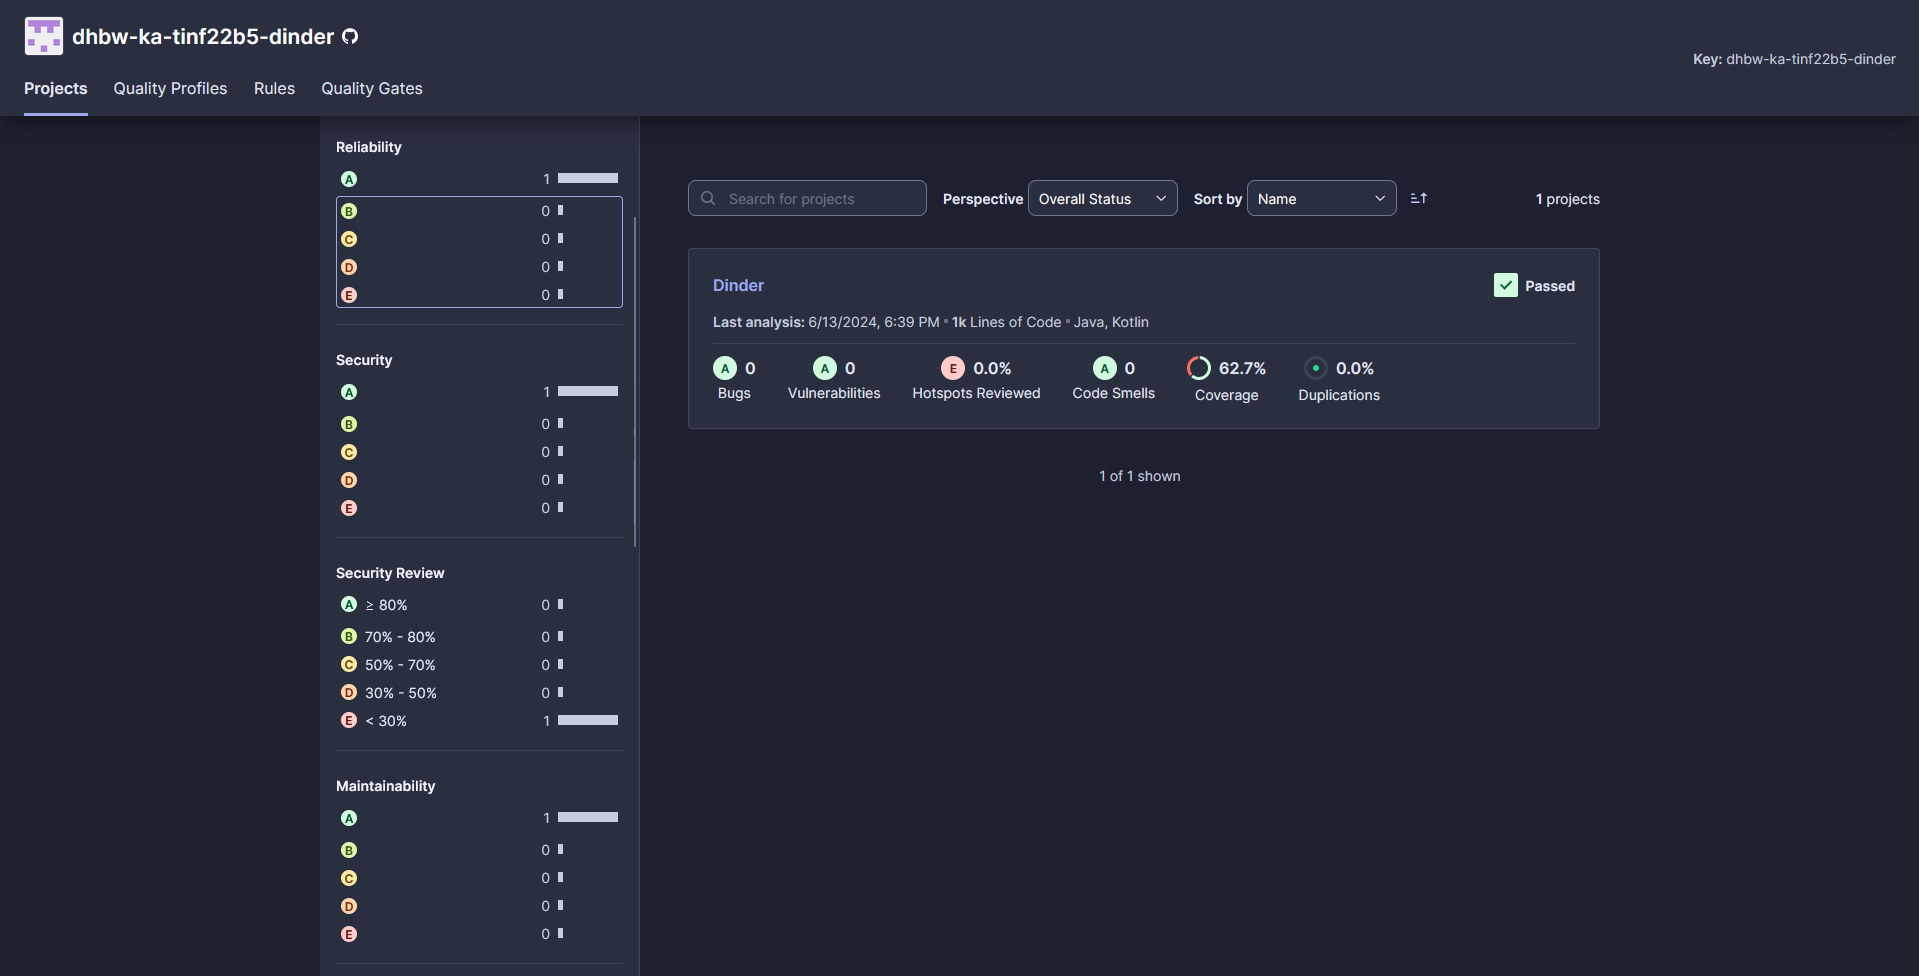 dhbw-ka-tinf22b5-dinder
Key: dhbw-ka-tinf22b5-dinder
Projects Quality Profiles Rules Quality Gates
Reliability
A 1
B 0
C 0
D 0
E 0
Security
A 1
B 0
C 0
D 0
E 0
Security Review
A ≥ 80% 0
B 70% - 80% 0
C 50% - 70% 0
D 30% - 50% 0
E < 30% 1
Maintainability
A 1
B 0
C 0
D 0
E 0
Search for projects Perspective Overall Status Sort by Name 1 projects
Dinder Passed
Last analysis: 6/13/2024, 6:39 PM • 1k Lines of Code • Java, Kotlin
A 0 A 0 E 0.0% A 0 62.7% 0.0%
Bugs Vulnerabilities Hotspots Reviewed Code Smells Coverage Duplications
1 of 1 shown